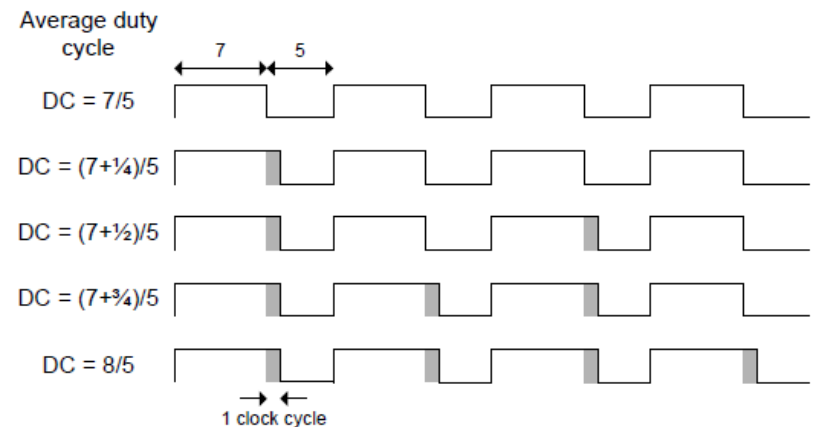 Average duty
cycle
7 5
DC = 7/5
DC = (7+¼)/5
DC = (7+½)/5
DC = (7+¾)/5
DC = 8/5
1 clock cycle